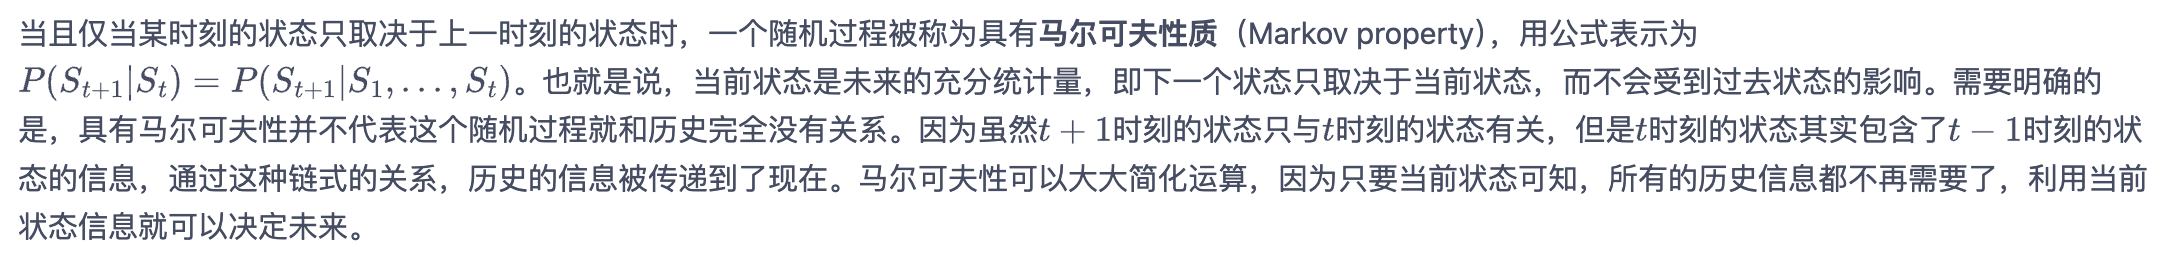 当且仅当某时刻的状态只取决于上一时刻的状态时，一个随机过程被称为具有马尔可夫性质（Markov property），用公式表示为
P(S_{t+1}|S_t) = P(S_{t+1}|S_1, . . . , S_t)。也就是说，当前状态是未来的充分统计量，即下一个状态只取决于当前状态，而不会受到过去状态的影响。需要明确的
是，具有马尔可夫性并不代表这个随机过程就和历史完全没有关系。因为虽然t + 1时刻的状态只与t时刻的状态有关，但是t时刻的状态其实包含了t − 1时刻的状
态的信息，通过这种链式的关系，历史的信息被传递到了现在。马尔可夫性可以大大简化运算，因为只要当前状态可知，所有的历史信息都不再需要了，利用当前
状态信息就可以决定未来。